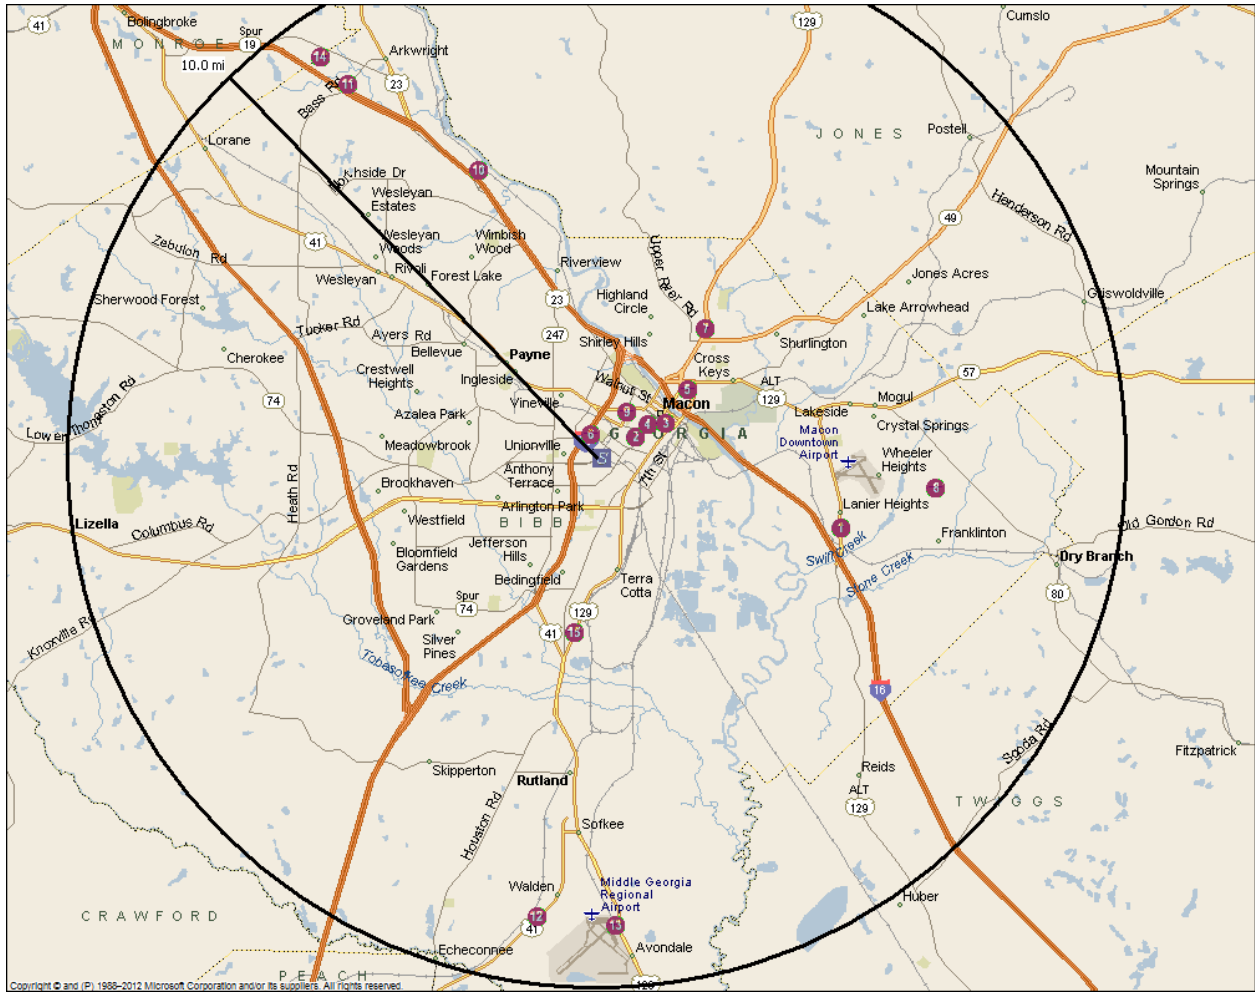 41
Bolingbroke
129
Cumslo
MONROE
Spur
19
Arkwright
14
10.0 mi
11
23
Bass Rd
JONES
Postell
Lorane
10
Northside Dr
Mountain
Springs
Wesleyan
Estates
Henderson Rd
49
41
Wesleyan
Woods
Wimbish
Wood
Zebulon Rd
Upper River Rd
Riverview
Rivoli
Forest Lake
Wesleyan
Jones Acres
Sherwood Forest
23
Highland
Circle
Griswoldville
Lake Arrowhead
Tucker Rd
7
Ayers Rd
247
Shirley Hills
Shurlington
Bellevue
Payne
Cherokee
Cross
Keys
Crestwell
Heights
Ingleside
57
Walnut St
5
ALT
129
Lower Thomaston Rd
74
Vineville
Macon
Mogul
Azalea Park
9
Lakeside
4
3
Crystal Springs
6
2
GEORGIA
Macon
Downtown
Airport
Meadowbrook
Unionville
S
Wheeler
Heights
7th St
Anthony
Terrace
Brookhaven
8
Heath Rd
Arlington Park
Lanier Heights
Lizella
Columbus Rd
Westfield
BIBB
1
Old Gordon Rd
Franklinton
Jefferson
Hills
Swift Creek
Bloomfield
Gardens
Dry Branch
Stone Creek
Bedingfield
Terra
Cotta
80
Spur
74
129
Groveland Park
41
15
Knoxville Rd
Silver
Pines
Tobesofkee Creek
16
Sgoda Rd
Fitzpatrick
Skipperton
Reids
Rutland
ALT
129
TWIGGS
Houston Rd
Sofkee
Walden
Middle Georgia
Regional
Airport
Huber
CRAWFORD
12
41
13
Echeconnee
Avondale
PEACH
129
Copyright © and (P) 1988–2012 Microsoft Corporation and/or its suppliers. All rights reserved.